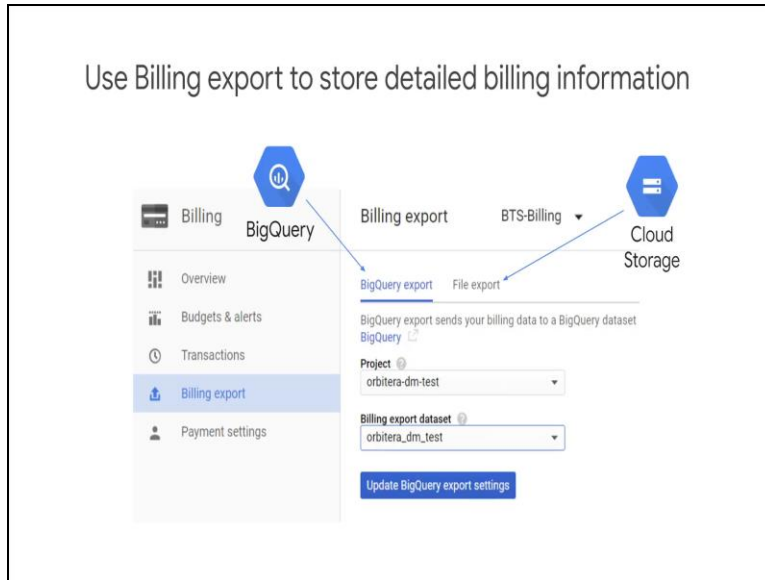 Use Billing export to store detailed billing information
Billing
BigQuery
Billing export
BTS-Billing
Cloud
Storage
Overview
Budgets & alerts
Transactions
Billing export
Payment settings
BigQuery export
File export
BigQuery export sends your billing data to a BigQuery dataset
BigQuery
Project
orbitera-dm-test
Billing export dataset
orbitera_dm_test
Update BigQuery export settings